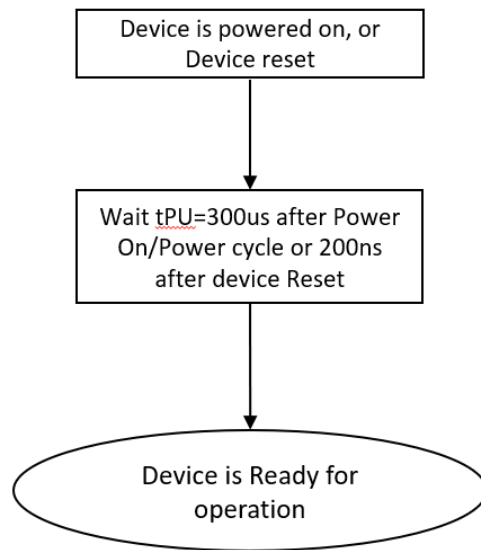 Device is powered on, or
Device reset
Wait tPU=300us after Power
On/Power cycle or 200ns
after device Reset
Device is Ready for
operation